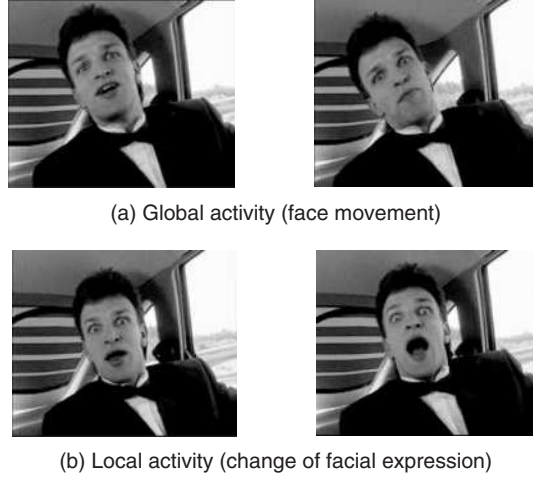 (a) Global activity (face movement)
(b) Local activity (change of facial expression)